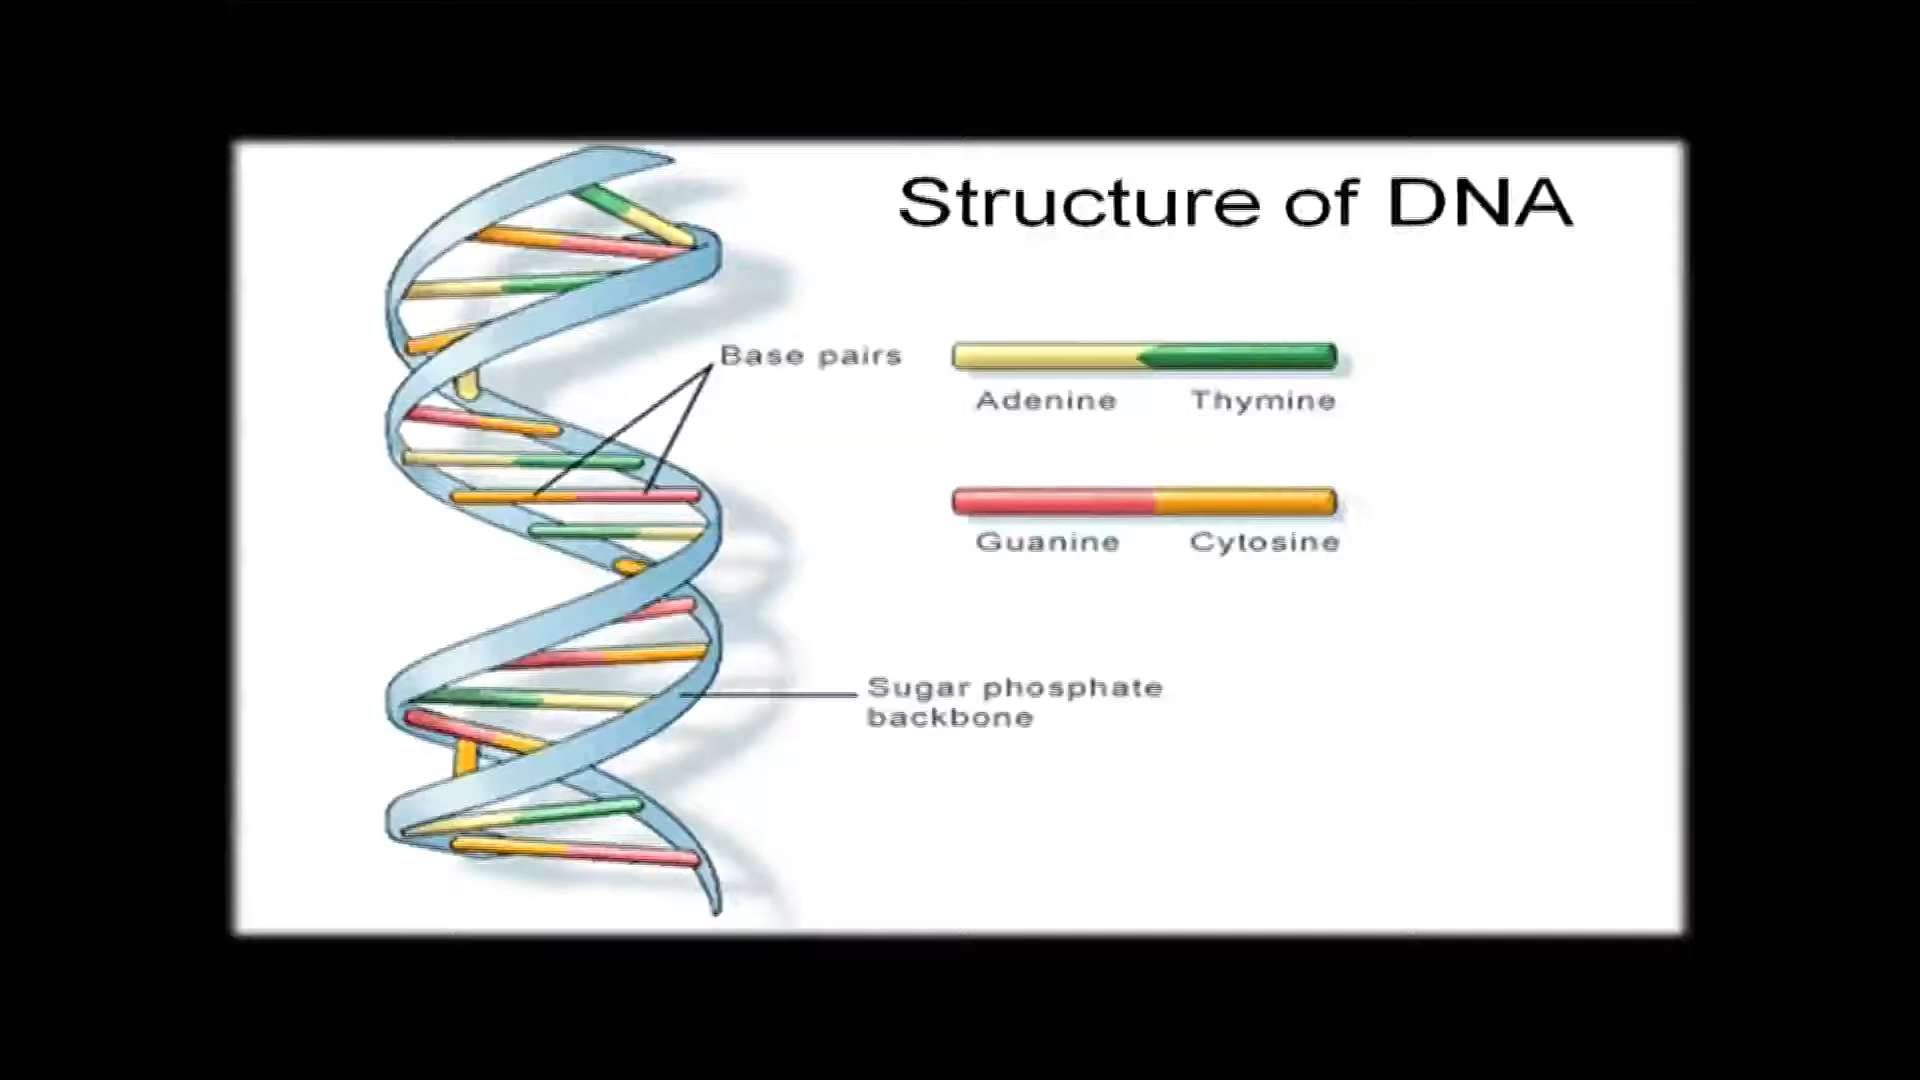 Structure of DNA
Base pairs
Adenine Thymine
Guanine Cytosine
Sugar phosphate
backbone